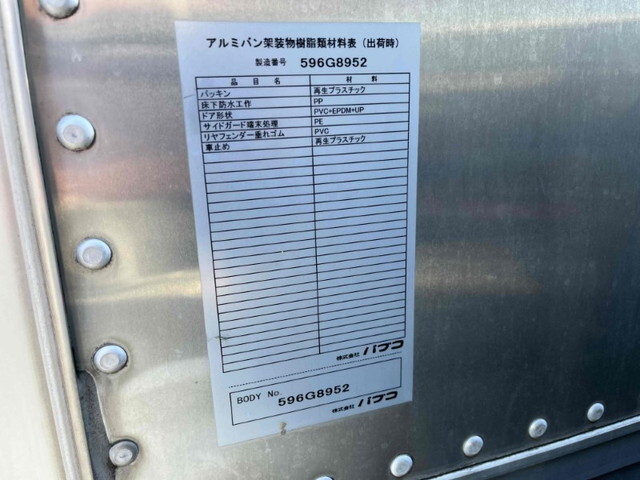 アルミバン架装物樹脂類材料表（出荷時）
製造番号 596G8952
品目名 材料
パッキン 再生プラスチック
床下防水工作 PP
ドア形状 PVC+EPDM+UP
サイドガード端末処理 PE
リヤフェンダー垂れゴム PVC
車止め 再生プラスチック
株式会社 パブコ
BODY No. 596G8952
株式会社 パブコ